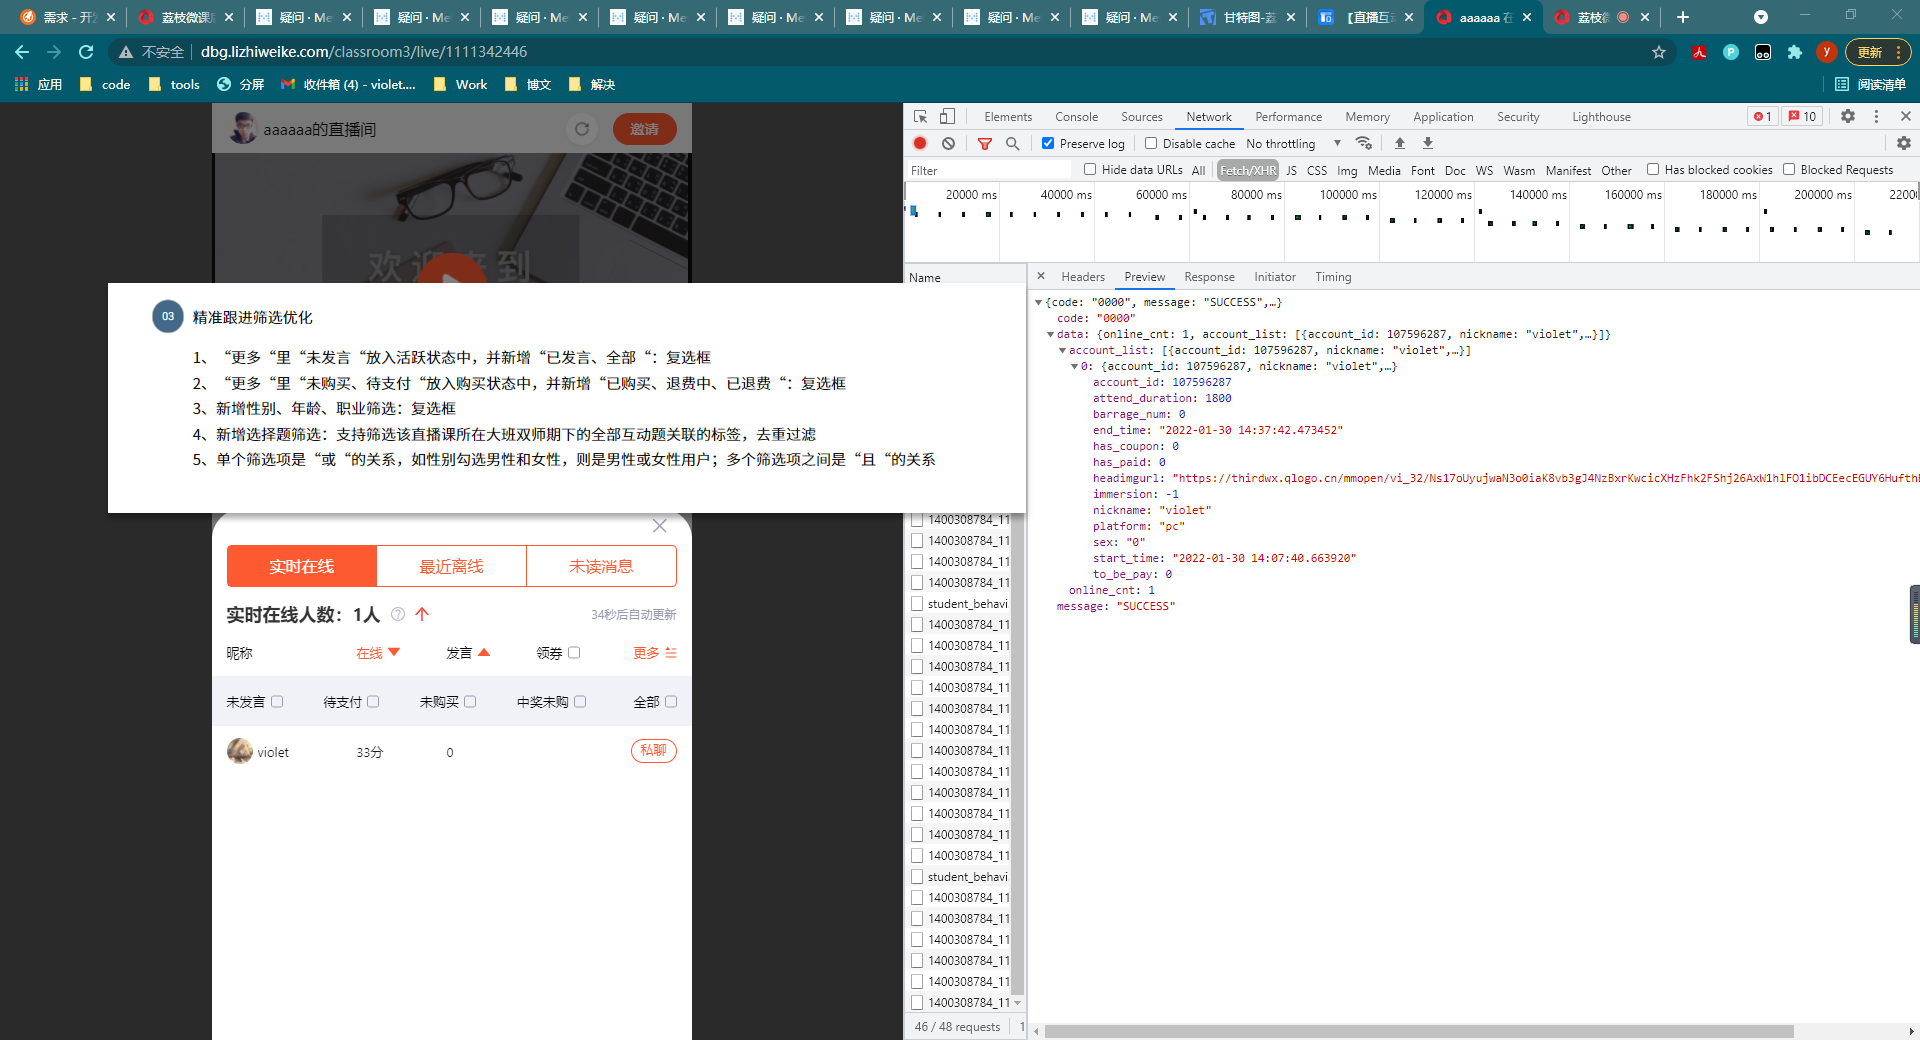 需求 - 开
荔枝微课
疑问 · Me
疑问 · Me
疑问 · Me
疑问 · Me
疑问 · Me
疑问 · Me
疑问 · Me
疑问 · Me
甘特图-荔
【直播互
aaaaaa 在
荔枝微
不安全
dbg.lizhiweike.com/classroom3/live/1111342446
更新
应用
code
tools
分屏
收件箱 (4) - violet....
Work
博文
解决
阅读清单
aaaaaa的直播间
邀请
欢迎来到
03
精准跟进筛选优化
1、“更多“里“未发言“放入活跃状态中，并新增“已发言、全部“：复选框
2、“更多“里“未购买、待支付“放入购买状态中，并新增“已购买、退费中、已退费“：复选框
3、新增性别、年龄、职业筛选：复选框
4、新增选择题筛选：支持筛选该直播课所在大班双师期下的全部互动题关联的标签，去重过滤
5、单个筛选项是“或“的关系，如性别勾选男性和女性，则是男性或女性用户；多个筛选项之间是“且“的关系
实时在线
最近离线
未读消息
实时在线人数：1人
34秒后自动更新
昵称
在线
发言
领券
更多
未发言
待支付
未购买
中奖未购
全部
violet
33分
0
私聊
Elements
Console
Sources
Network
Performance
Memory
Application
Security
Lighthouse
1
10
Preserve log
Disable cache
No throttling
Filter
Hide data URLs
All
Fetch/XHR
JS
CSS
Img
Media
Font
Doc
WS
Wasm
Manifest
Other
Has blocked cookies
Blocked Requests
20000 ms
40000 ms
60000 ms
80000 ms
100000 ms
120000 ms
140000 ms
160000 ms
180000 ms
200000 ms
2200
Name
1400308784_11
1400308784_11
1400308784_11
1400308784_11
student_behavi
1400308784_11
1400308784_11
1400308784_11
1400308784_11
1400308784_11
1400308784_11
1400308784_11
1400308784_11
1400308784_11
1400308784_11
1400308784_11
1400308784_11
student_behavi
1400308784_11
1400308784_11
1400308784_11
1400308784_11
1400308784_11
1400308784_11
46 / 48 requests
1
Headers
Preview
Response
Initiator
Timing
{code: "0000", message: "SUCCESS",…}
code: "0000"
data: {online_cnt: 1, account_list: [{account_id: 107596287, nickname: "violet",…}]}
account_list: [{account_id: 107596287, nickname: "violet",…}]
0: {account_id: 107596287, nickname: "violet",…}
account_id: 107596287
attend_duration: 1800
barrage_num: 0
end_time: "2022-01-30 14:37:42.473452"
has_coupon: 0
has_paid: 0
headimgurl: "https://thirdwx.qlogo.cn/mmopen/vi_32/Ns17oUyujwaN3o0iaK8vb3gJ4NzBxrKwcicXHzFhk2FShj26AxW1hlFO1ibDCEecEGUY6Hufth
immersion: -1
nickname: "violet"
platform: "pc"
sex: "0"
start_time: "2022-01-30 14:07:40.663920"
to_be_pay: 0
online_cnt: 1
message: "SUCCESS"